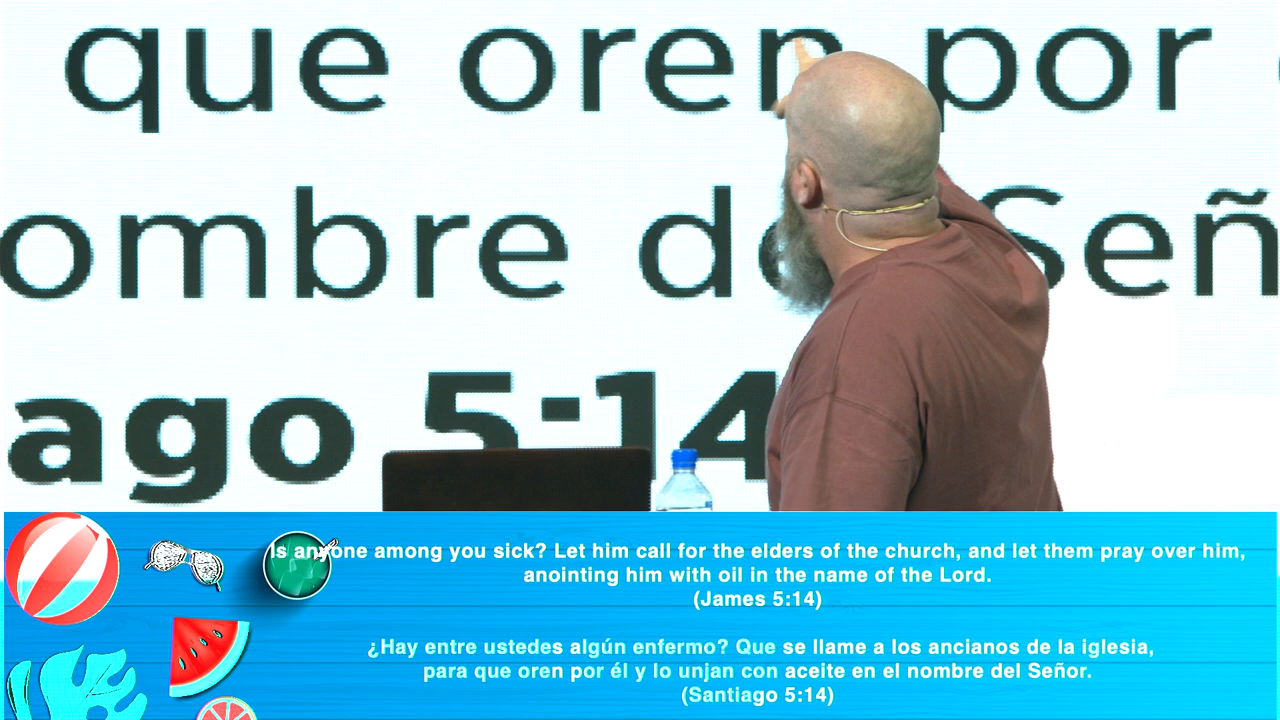 que oren por
ombre de Señ
ago 5:14
Is anyone among you sick? Let him call for the elders of the church, and let them pray over him,
anointing him with oil in the name of the Lord.
(James 5:14)
¿Hay entre ustedes algún enfermo? Que se llame a los ancianos de la iglesia,
para que oren por él y lo unjan con aceite en el nombre del Señor.
(Santiago 5:14)